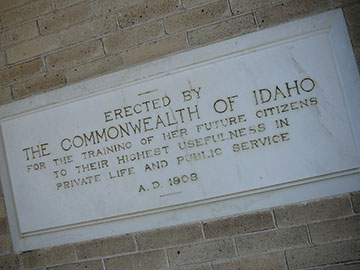 ERECTED BY
THE COMMONWEALTH OF IDAHO
FOR THE TRAINING OF HER FUTURE CITIZENS
TO THEIR HIGHEST USEFULNESS IN
PRIVATE LIFE AND PUBLIC SERVICE
A. D. 1908